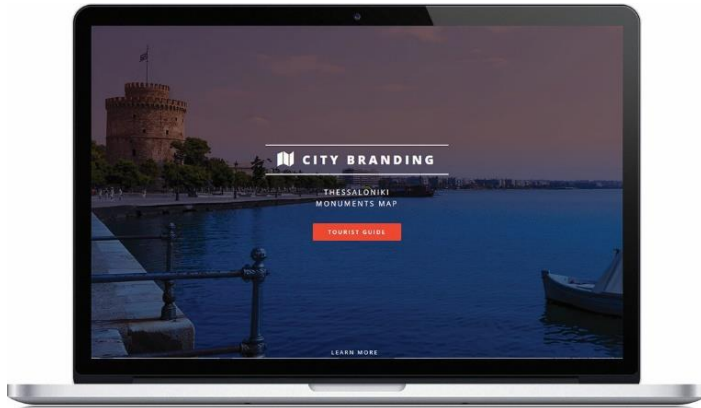 CITY BRANDING
THESSALONIKI
MONUMENTS MAP
TOURIST GUIDE
LEARN MORE